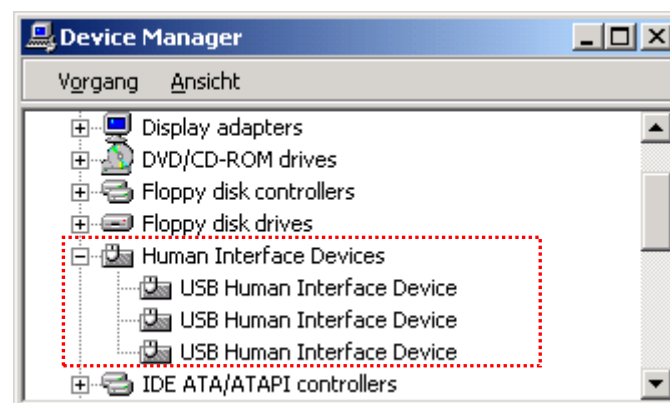 Device Manager
Vorgang Ansicht
Display adapters
DVD/CD-ROM drives
Floppy disk controllers
Floppy disk drives
Human Interface Devices
USB Human Interface Device
USB Human Interface Device
USB Human Interface Device
IDE ATA/ATAPI controllers